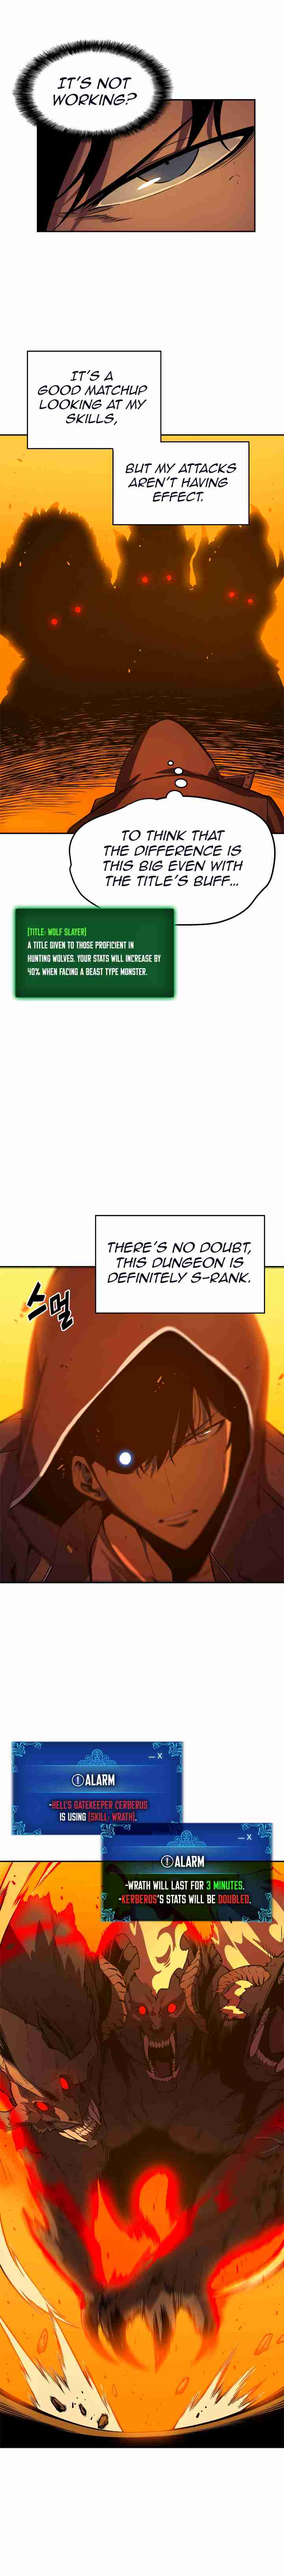 IT'S NOT
WORKING?
IT'S A
GOOD MATCHUP
LOOKING AT MY
SKILLS,
BUT MY ATTACKS
AREN'T HAVING
EFFECT.
TO THINK THAT
THE DIFFERENCE IS
THIS BIG EVEN WITH
THE TITLE'S BUFF...
[TITLE: WOLF SLAYER]
A TITLE GIVEN TO THOSE PROFICIENT IN
HUNTING WOLVES. YOUR STATS WILL INCREASE BY
40% WHEN FACING A BEAST TYPE MONSTER.
THERE'S NO DOUBT,
THIS DUNGEON IS
DEFINITELY S-RANK.
스멀
_ X
! ALARM
-HELL'S GATEKEEPER CERBERUS
IS USING [SKILL: WRATH].
_ X
! ALARM
-WRATH WILL LAST FOR 3 MINUTES.
-KERBEROS'S STATS WILL BE DOUBLED.